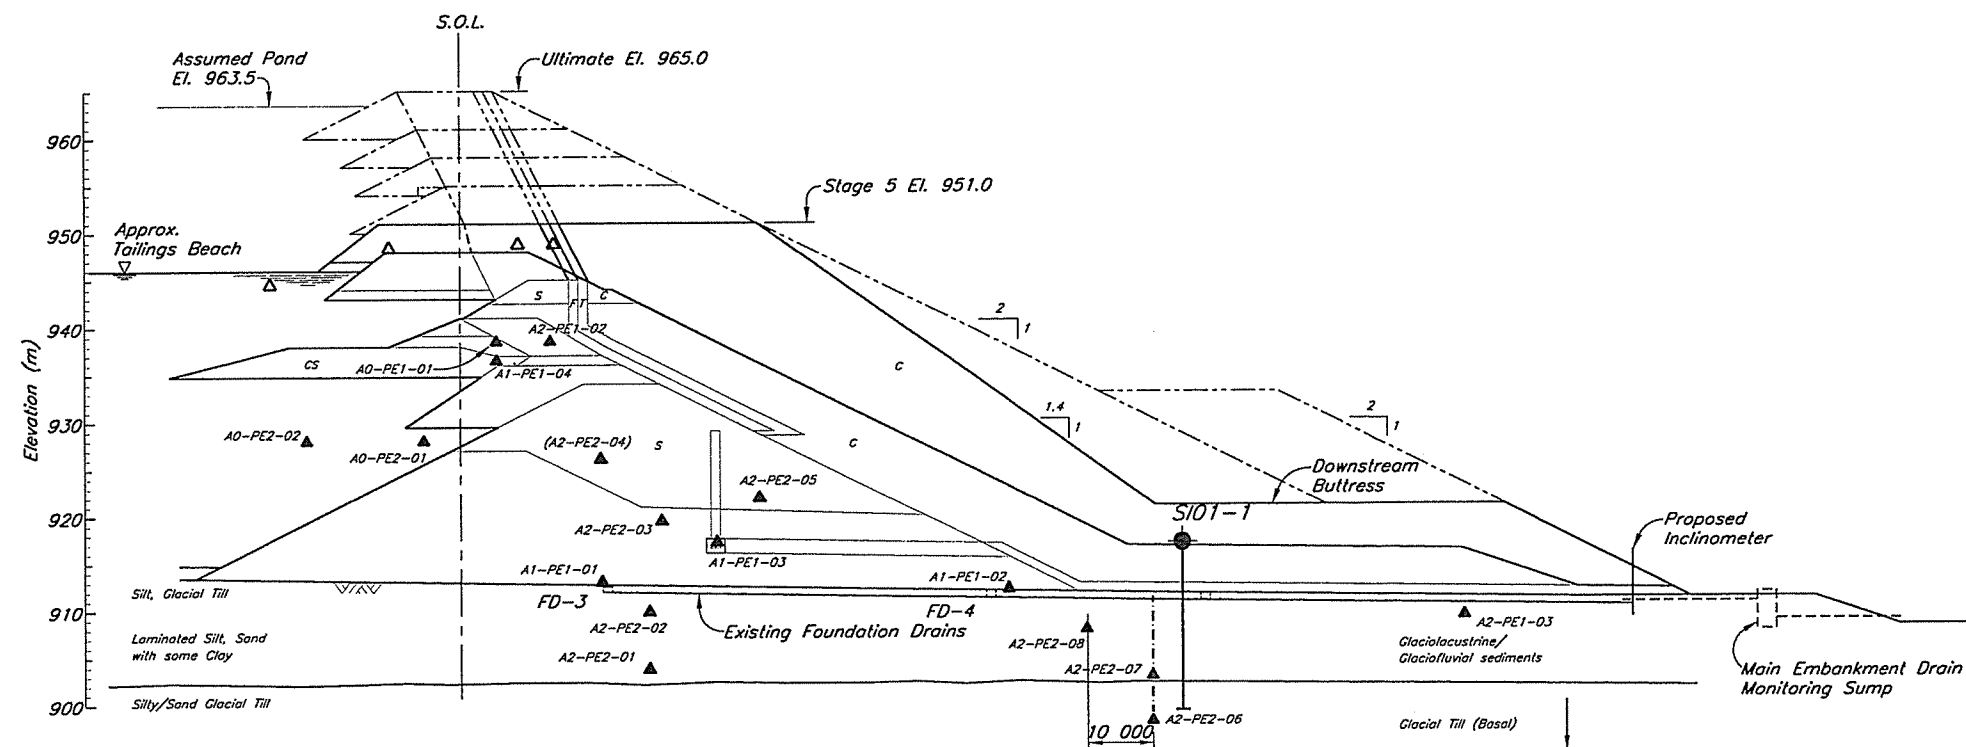 S.O.L.
Assumed Pond
El. 963.5
Ultimate El. 965.0
960
Stage 5 El. 951.0
Approx.
Tailings Beach
950
Elevation (m)
2
1
S
F T
C
940
A2-PE1-02
CS
A0-PE1-01
A1-PE1-04
C
1.4
1
2
1
930
A0-PE2-02
A0-PE2-01
(A2-PE2-04)
S
C
Downstream
Buttress
A2-PE2-05
920
A2-PE2-03
SI01-1
Proposed
Inclinometer
A1-PE1-03
A1-PE1-01
A1-PE1-02
Silt, Glacial Till
FD-3
FD-4
910
A2-PE2-02
Existing Foundation Drains
A2-PE1-03
Laminated Silt, Sand
with some Clay
A2-PE2-08
Glaciolacustrine/
Glaciofluvial sediments
A2-PE2-01
A2-PE2-07
Main Embankment Drain
Monitoring Sump
900
Silty/Sand Glacial Till
A2-PE2-06
Glacial Till (Basal)
10 000